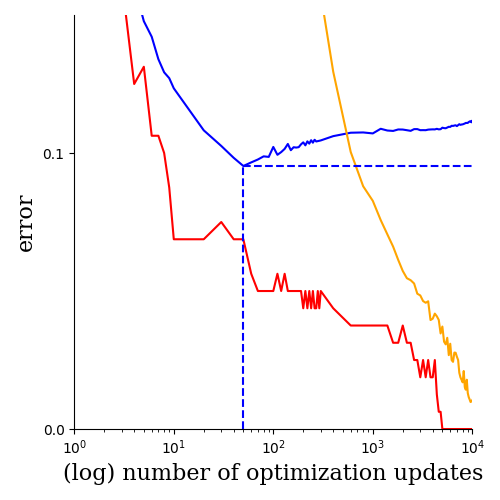 error
0.1
0.0
10⁰ 10¹ 10² 10³ 10⁴
(log) number of optimization updates